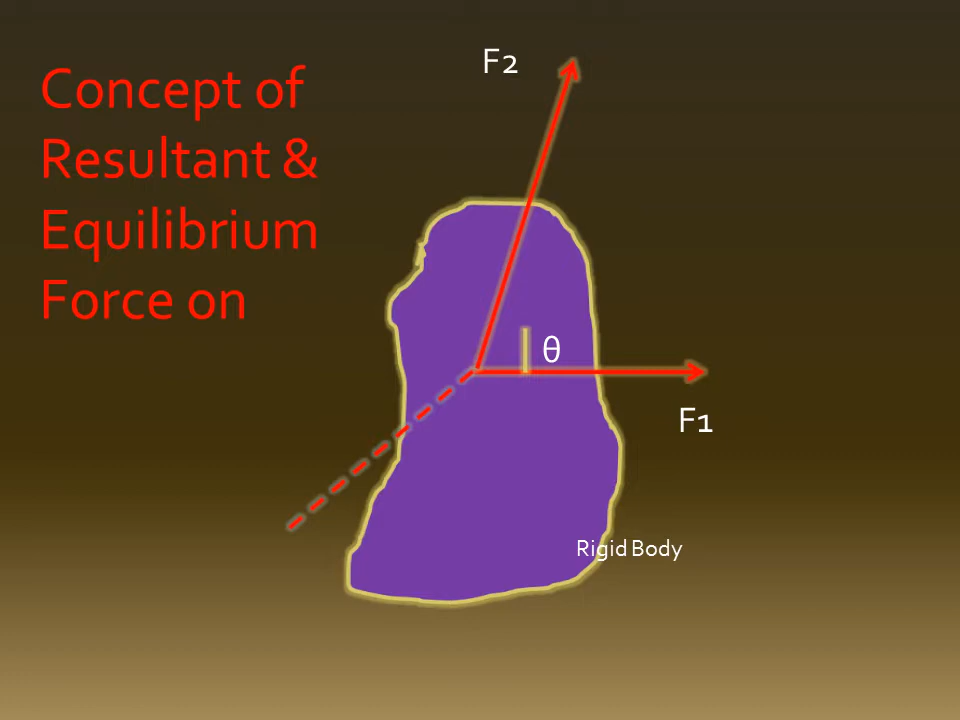 Concept of
Resultant &
Equilibrium
Force on
F2
θ
F1
Rigid Body